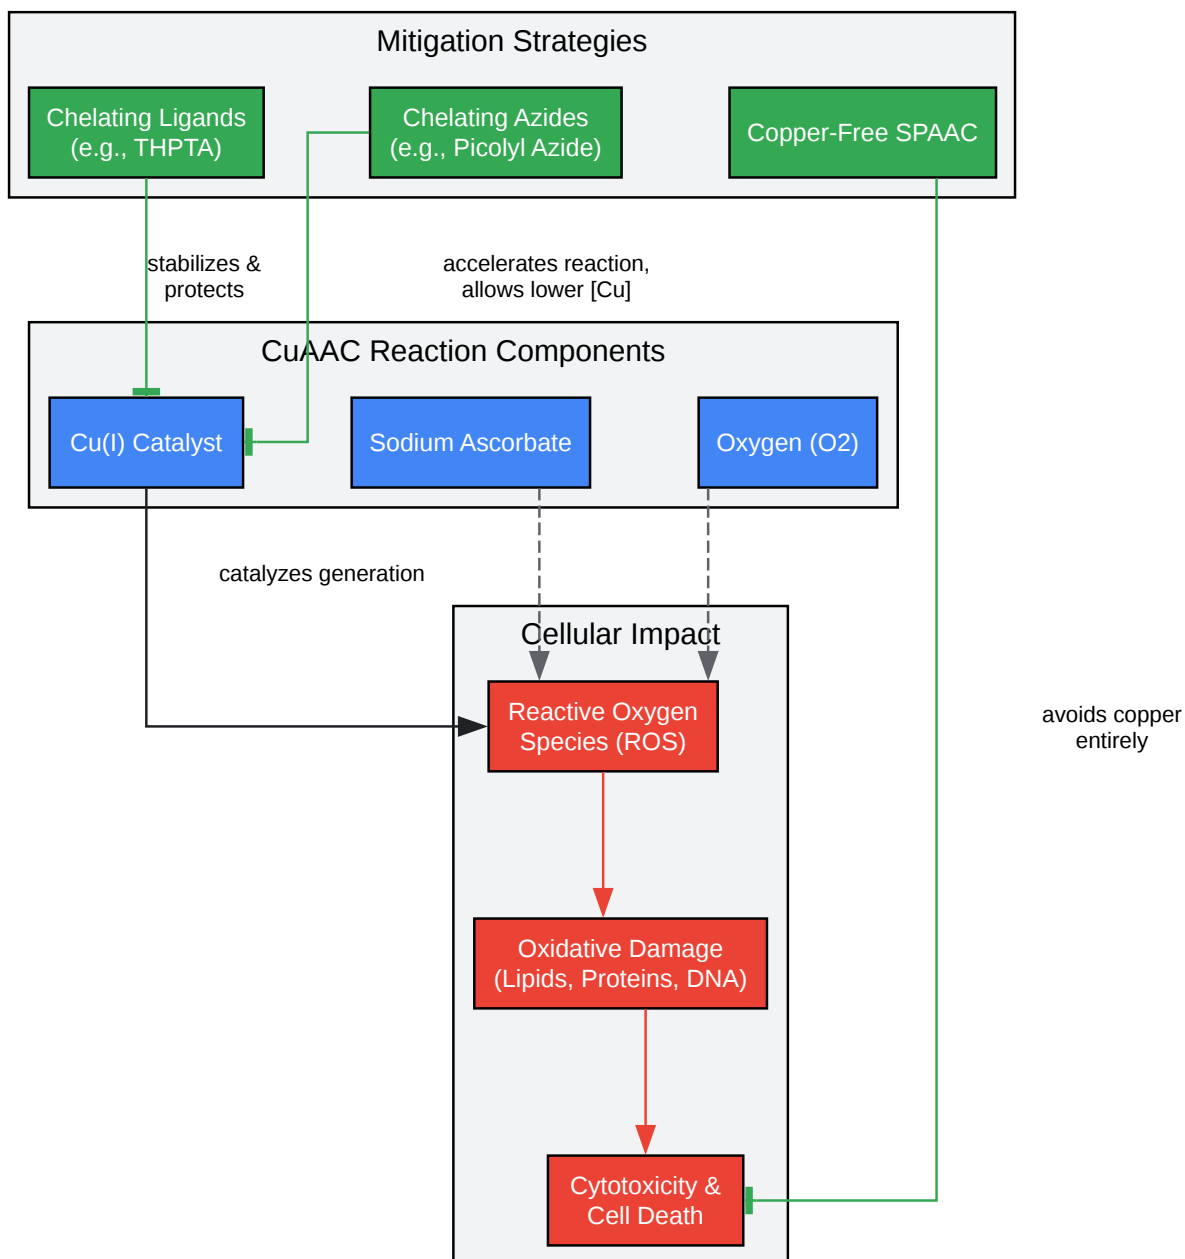 Mitigation Strategies
Chelating Ligands
(e.g., THPTA)
Chelating Azides
(e.g., Picolyl Azide)
Copper-Free SPAAC
stabilizes &
protects
accelerates reaction,
allows lower [Cu]
CuAAC Reaction Components
Cu(I) Catalyst
Sodium Ascorbate
Oxygen (O2)
catalyzes generation
Cellular Impact
Reactive Oxygen
Species (ROS)
avoids copper
entirely
Oxidative Damage
(Lipids, Proteins, DNA)
Cytotoxicity &
Cell Death